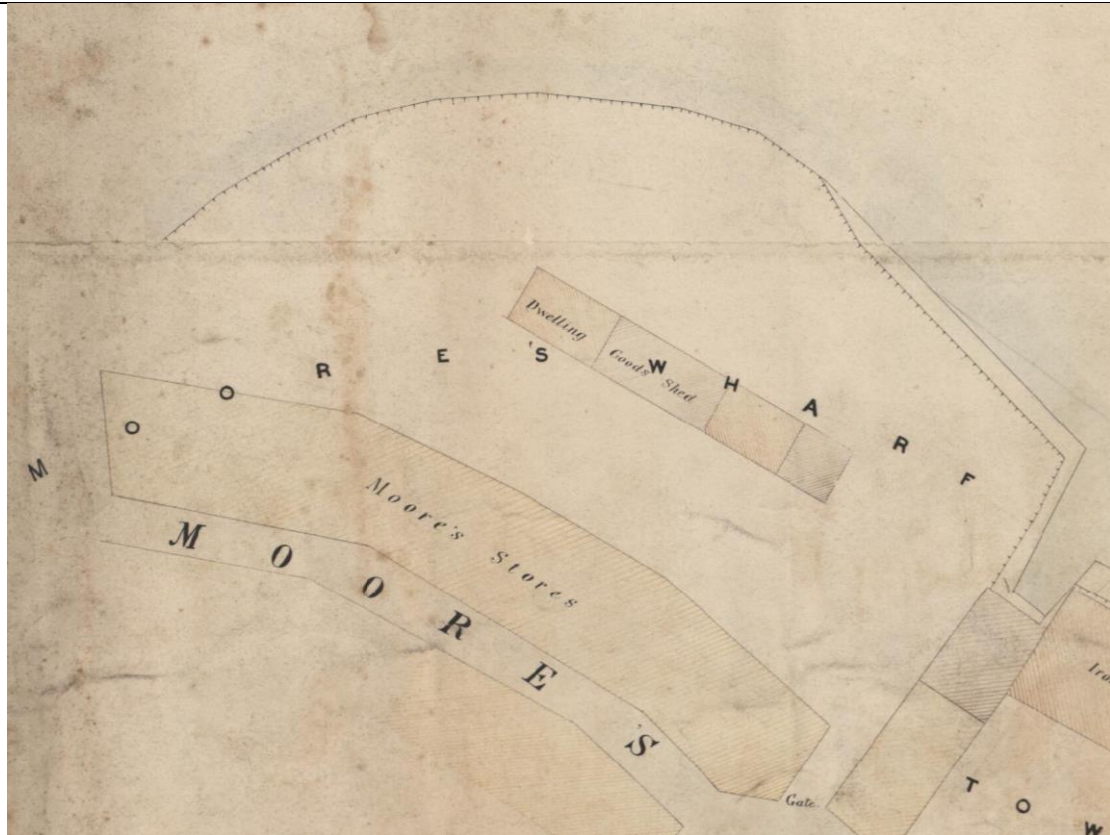 MOORE'S WHARF
Dwelling
Goods Shed
Moore's Stores
MOORE'S
Gate
TOW